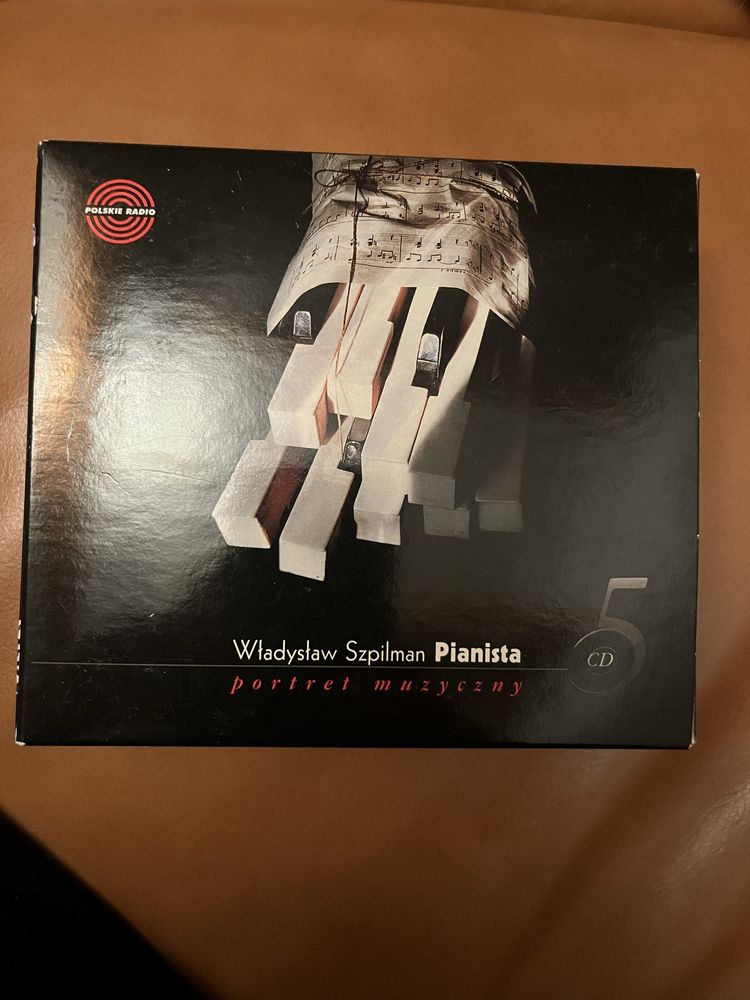 POLSKIE RADIO
Władysław Szpilman Pianista
portret muzyczny
5
CD